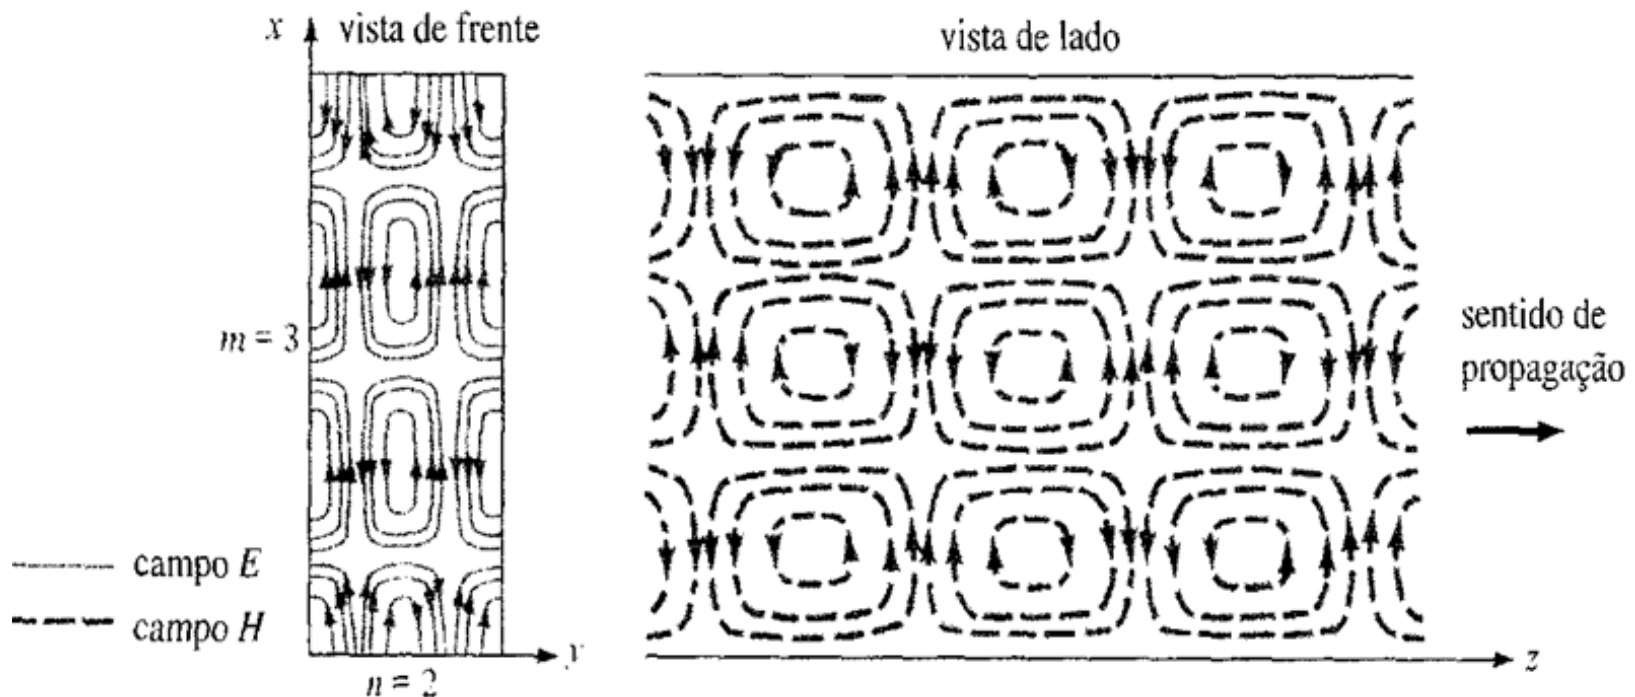 x
vista de frente
vista de lado
m = 3
sentido de
propagação
campo E
campo H
n = 2
y
z